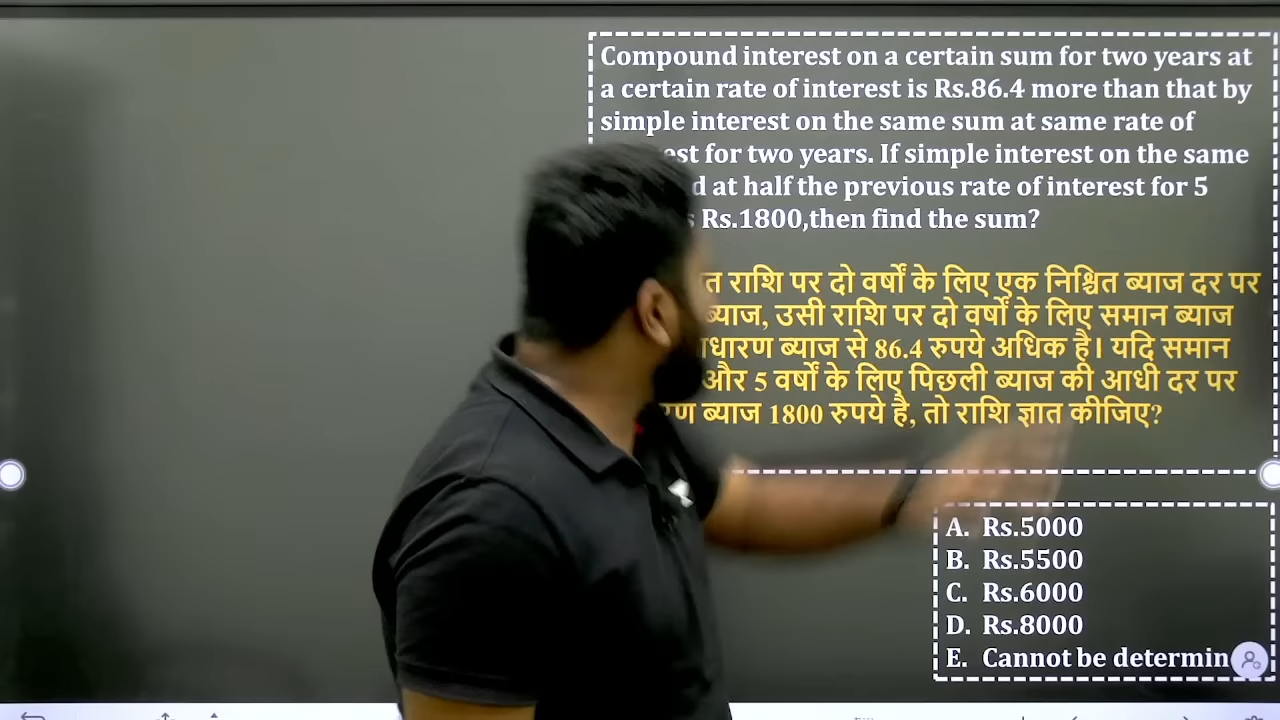 Compound interest on a certain sum for two years at
a certain rate of interest is Rs.86.4 more than that by
simple interest on the same sum at same rate of
est for two years. If simple interest on the same
d at half the previous rate of interest for 5
Rs.1800,then find the sum?
त राशि पर दो वर्षों के लिए एक निश्चित ब्याज दर पर
ब्याज, उसी राशि पर दो वर्षों के लिए समान ब्याज
धारण ब्याज से 86.4 रुपये अधिक है। यदि समान
और 5 वर्षों के लिए पिछली ब्याज की आधी दर पर
रण ब्याज 1800 रुपये है, तो राशि ज्ञात कीजिए?
A. Rs.5000
B. Rs.5500
C. Rs.6000
D. Rs.8000
E. Cannot be determin